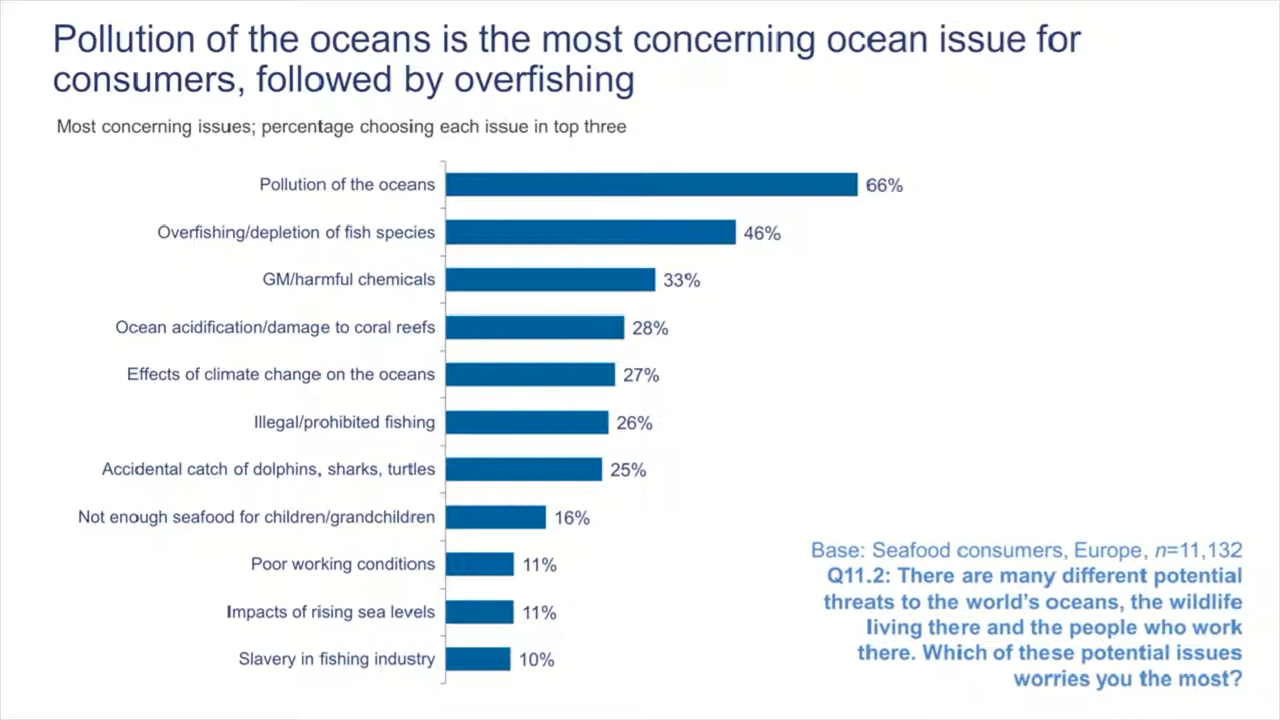 Pollution of the oceans is the most concerning ocean issue for
consumers, followed by overfishing
Most concerning issues; percentage choosing each issue in top three
Pollution of the oceans 66%
Overfishing/depletion of fish species 46%
GM/harmful chemicals 33%
Ocean acidification/damage to coral reefs 28%
Effects of climate change on the oceans 27%
Illegal/prohibited fishing 26%
Accidental catch of dolphins, sharks, turtles 25%
Not enough seafood for children/grandchildren 16%
Poor working conditions 11%
Impacts of rising sea levels 11%
Slavery in fishing industry 10%
Base: Seafood consumers, Europe, n=11,132
Q11.2: There are many different potential
threats to the world's oceans, the wildlife
living there and the people who work
there. Which of these potential issues
worries you the most?